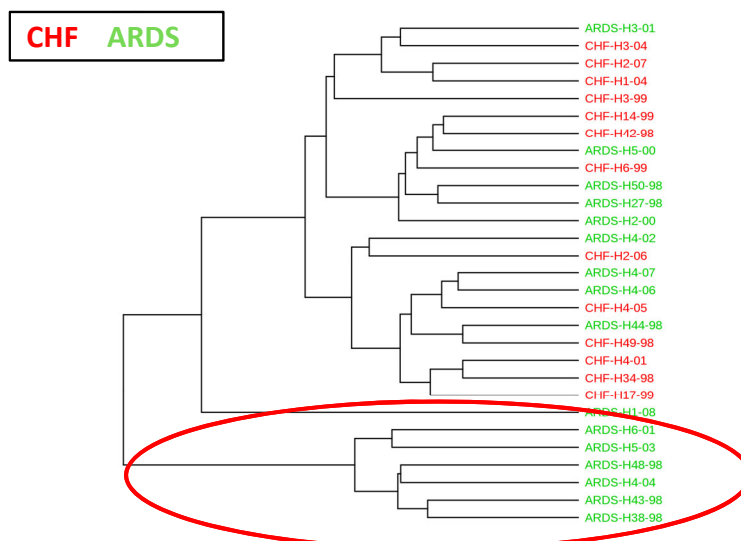 CHF ARDS
ARDS-H3-01
CHF-H3-04
CHF-H2-07
CHF-H1-04
CHF-H3-99
CHF-H14-99
CHF-H42-98
ARDS-H5-00
CHF-H6-99
ARDS-H50-98
ARDS-H27-98
ARDS-H2-00
ARDS-H4-02
CHF-H2-06
ARDS-H4-07
ARDS-H4-06
CHF-H4-05
ARDS-H44-98
CHF-H49-98
CHF-H4-01
CHF-H34-98
CHF-H17-99
ARDS-H1-08
ARDS-H6-01
ARDS-H5-03
ARDS-H48-98
ARDS-H4-04
ARDS-H43-98
ARDS-H38-98